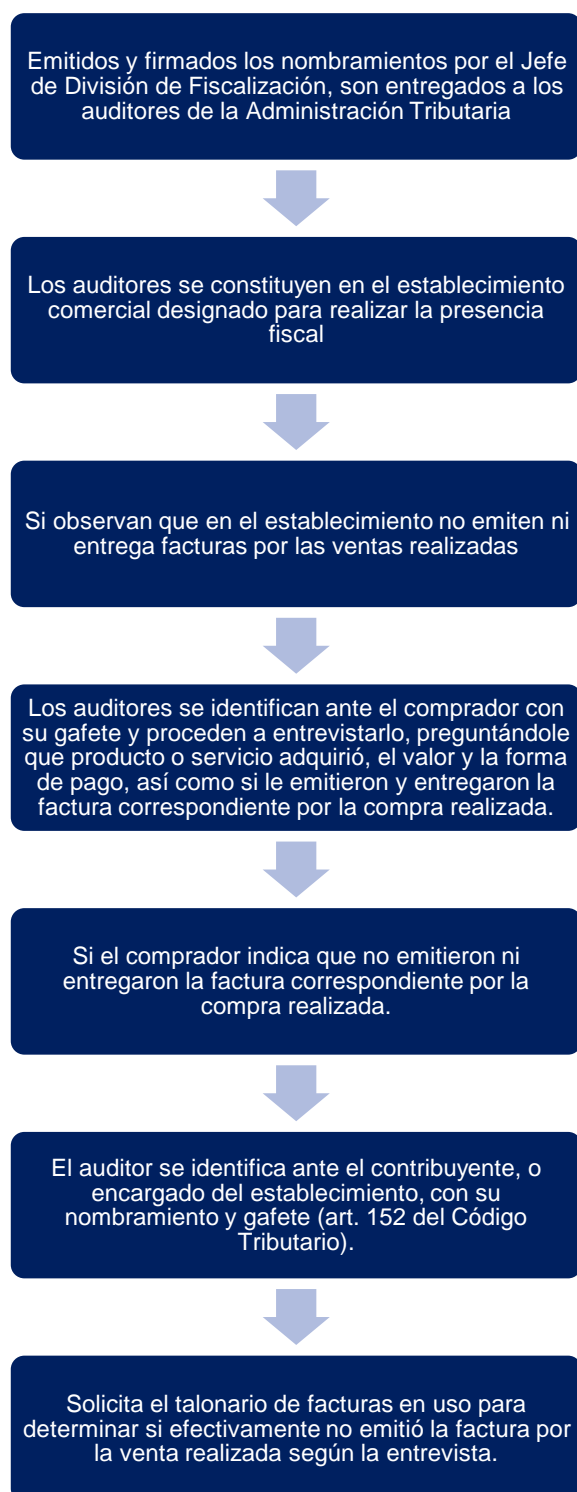 Emitidos y firmados los nombramientos por el Jefe
de División de Fiscalización, son entregados a los
auditores de la Administración Tributaria
Los auditores se constituyen en el establecimiento
comercial designado para realizar la presencia
fiscal
Si observan que en el establecimiento no emiten ni
entrega facturas por las ventas realizadas
Los auditores se identifican ante el comprador con
su gafete y proceden a entrevistarlo, preguntándole
que producto o servicio adquirió, el valor y la forma
de pago, así como si le emitieron y entregaron la
factura correspondiente por la compra realizada.
Si el comprador indica que no emitieron ni
entregaron la factura correspondiente por la
compra realizada.
El auditor se identifica ante el contribuyente, o
encargado del establecimiento, con su
nombramiento y gafete (art. 152 del Código
Tributario).
Solicita el talonario de facturas en uso para
determinar si efectivamente no emitió la factura por
la venta realizada según la entrevista.